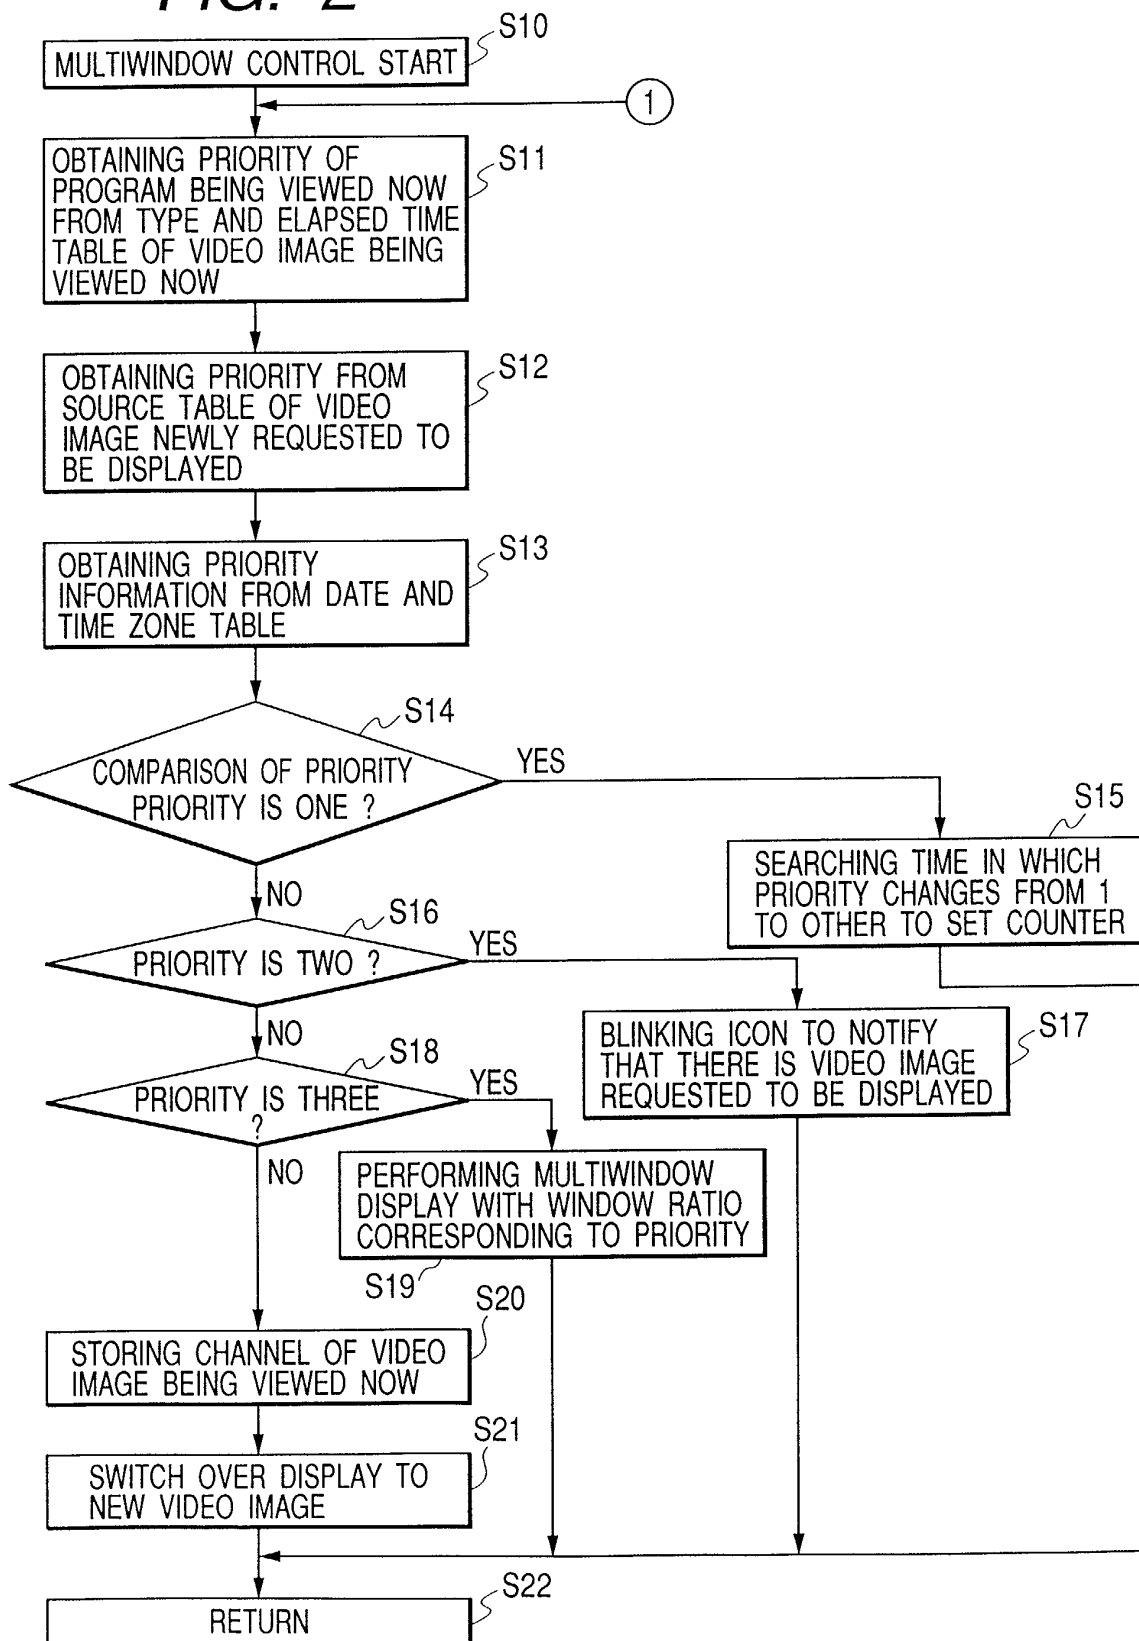 FIG. 2
S10
MULTIWINDOW CONTROL START
1
S11
OBTAINING PRIORITY OF
PROGRAM BEING VIEWED NOW
FROM TYPE AND ELAPSED TIME
TABLE OF VIDEO IMAGE BEING
VIEWED NOW
S12
OBTAINING PRIORITY FROM
SOURCE TABLE OF VIDEO
IMAGE NEWLY REQUESTED TO
BE DISPLAYED
S13
OBTAINING PRIORITY
INFORMATION FROM DATE AND
TIME ZONE TABLE
S14
COMPARISON OF PRIORITY
PRIORITY IS ONE ?
YES
NO
S15
SEARCHING TIME IN WHICH
PRIORITY CHANGES FROM 1
TO OTHER TO SET COUNTER
S16
PRIORITY IS TWO ?
YES
NO
S17
BLINKING ICON TO NOTIFY
THAT THERE IS VIDEO IMAGE
REQUESTED TO BE DISPLAYED
S18
PRIORITY IS THREE
?
YES
NO
PERFORMING MULTIWINDOW
DISPLAY WITH WINDOW RATIO
CORRESPONDING TO PRIORITY
S19
S20
STORING CHANNEL OF VIDEO
IMAGE BEING VIEWED NOW
S21
SWITCH OVER DISPLAY TO
NEW VIDEO IMAGE
S22
RETURN